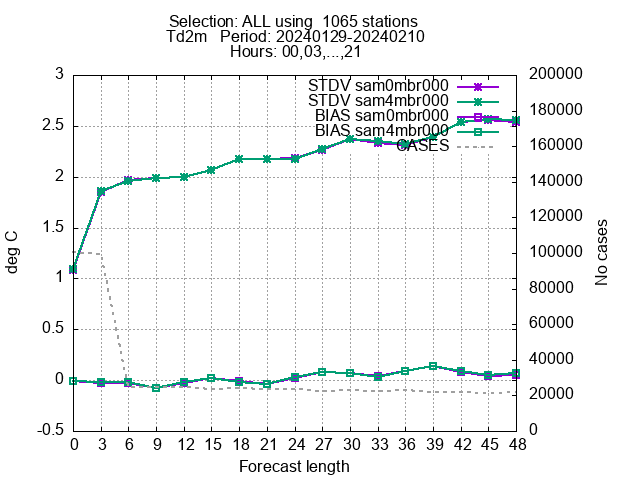 Selection: ALL using  1065 stations
Td2m   Period: 20240129-20240210
Hours: 00,03,...,21
STDV sam0mbr000
STDV sam4mbr000
BIAS sam0mbr000
BIAS sam4mbr000
CASES
3
2.5
2
1.5
1
0.5
0
-0.5
deg C
200000
180000
160000
140000
120000
100000
80000
60000
40000
20000
0
No cases
0 3 6 9 12 15 18 21 24 27 30 33 36 39 42 45 48
Forecast length